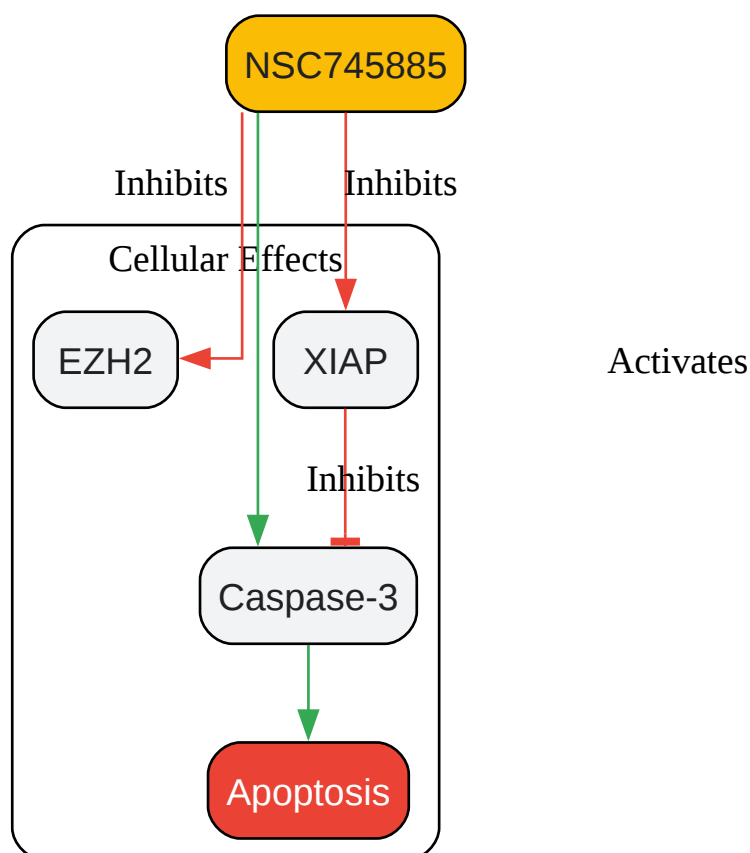 NSC745885
Inhibits
Inhibits
Cellular Effects
EZH2
XIAP
Activates
Inhibits
Caspase-3
Apoptosis